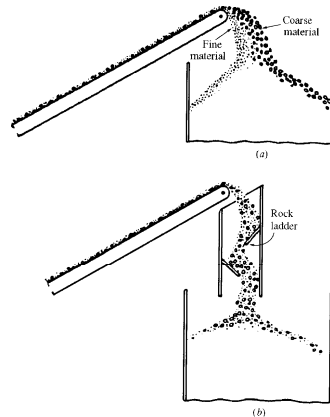 Coarse
material
Fine
material
(a)
Rock
ladder
(b)